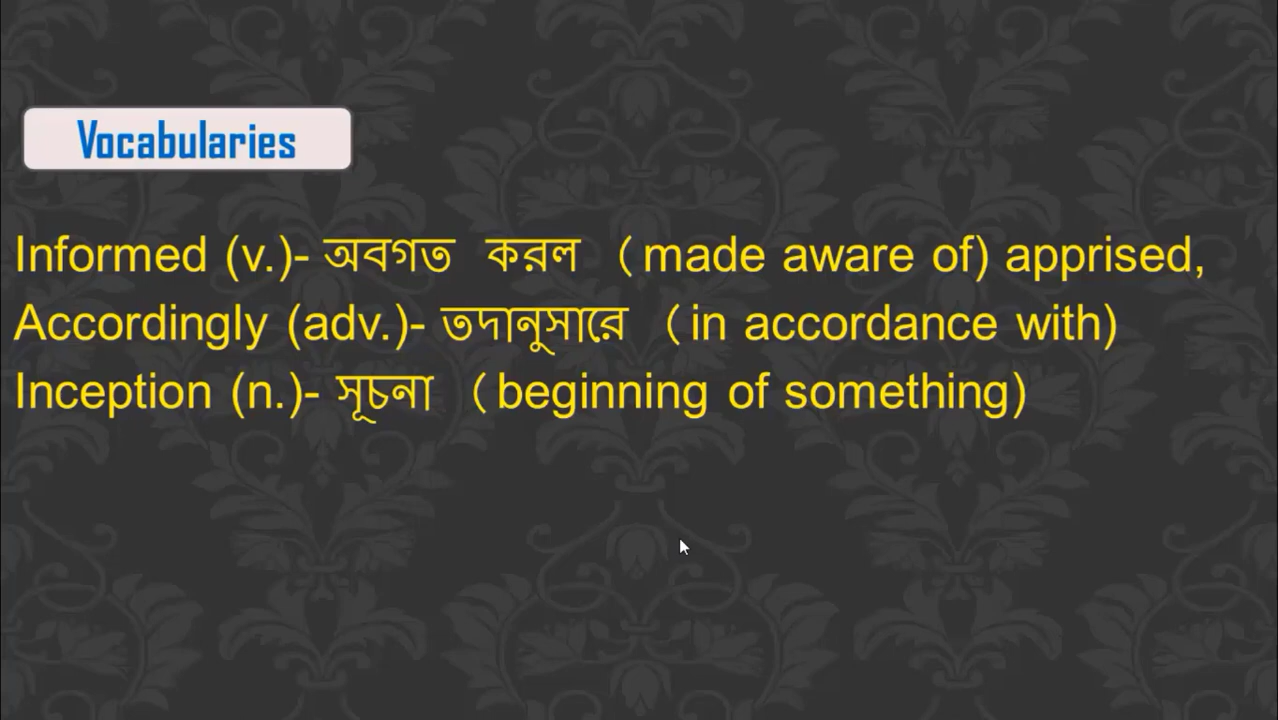 Vocabularies
Informed (v.)- অবগত করল (made aware of) apprised,
Accordingly (adv.)- তদানুসারে (in accordance with)
Inception (n.)- সূচনা (beginning of something)